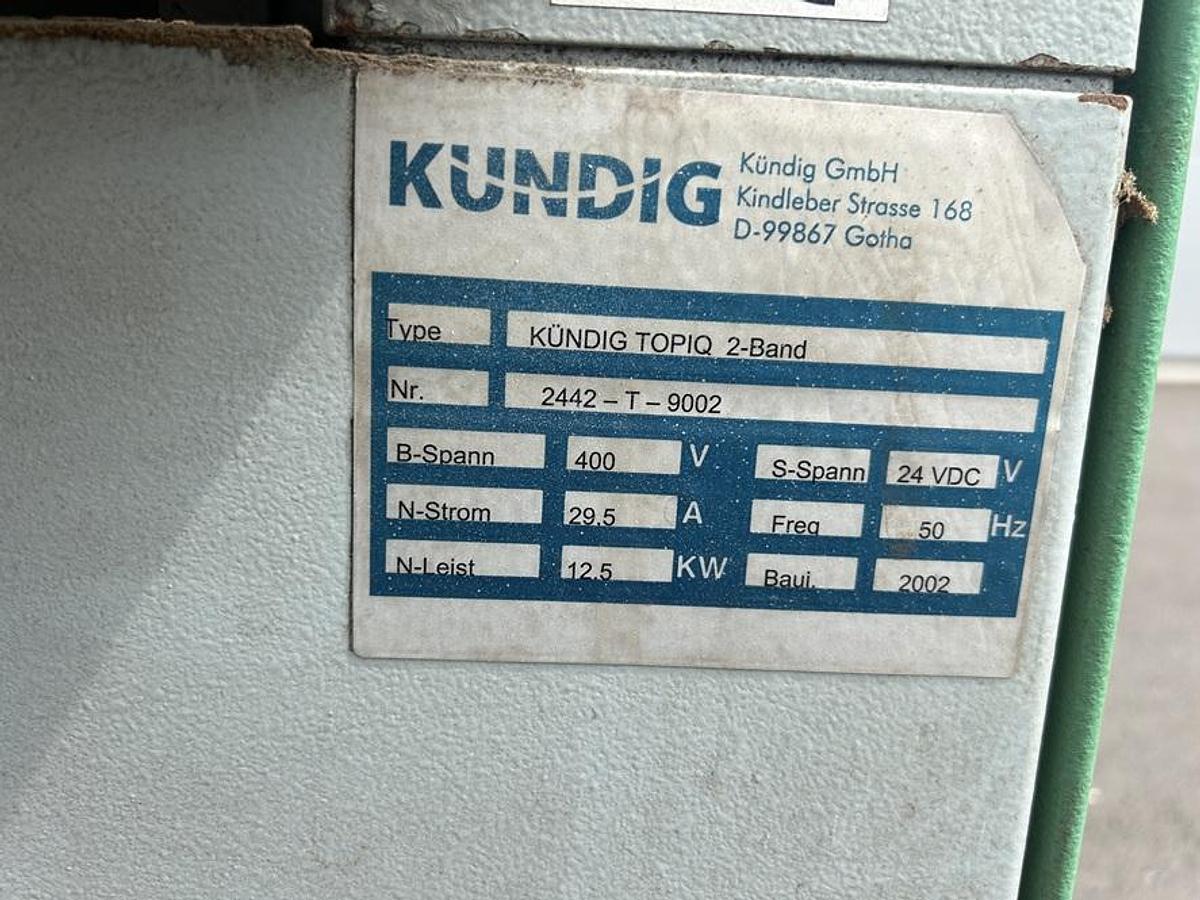 KÜNDIG
Kündig GmbH
Kindleber Strasse 168
D-99867 Gotha
Type KÜNDIG TOPIQ 2-Band
Nr. 2442 – T – 9002
B-Spann 400 V S-Spann 24 VDC V
N-Strom 29.5 A Freq 50 Hz
N-Leist 12.5 KW Bauj. 2002